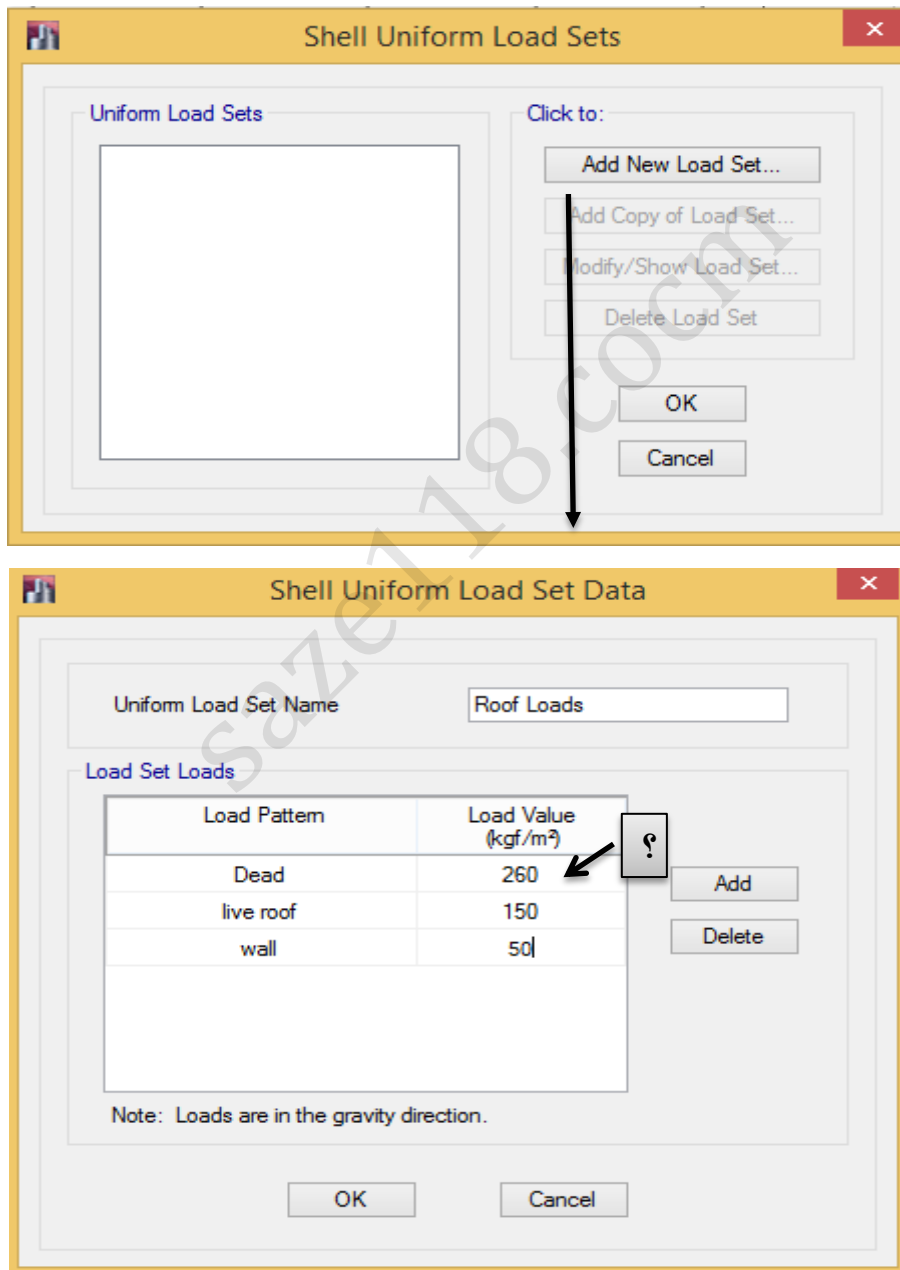 Shell Uniform Load Sets
Uniform Load Sets
Click to:
Add New Load Set...
Add Copy of Load Set...
Modify/Show Load Set...
Delete Load Set
OK
Cancel
saze118.cocm
Shell Uniform Load Set Data
Uniform Load Set Name
Roof Loads
Load Set Loads
Load Pattern
Load Value
(kgf/m²)
Dead
260
؟
live roof
150
wall
50
Add
Delete
Note: Loads are in the gravity direction.
OK
Cancel